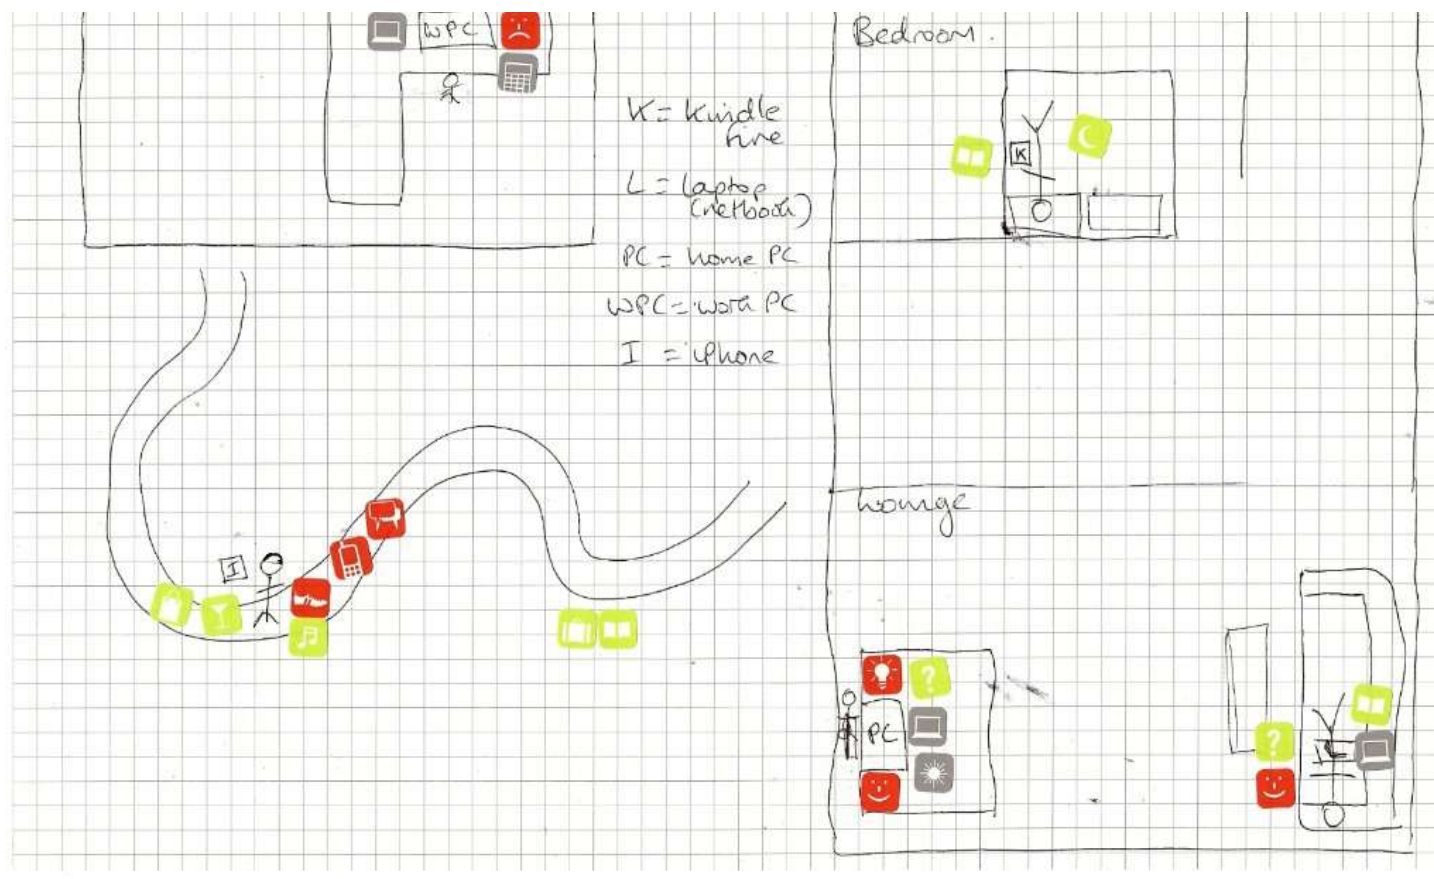 WPC
Bedroom.
K = Kindle
Fire
K
L = Laptop
(netbook)
PC = home PC
WPC = work PC
I = iPhone
Lounge
I
?
PC
?
L